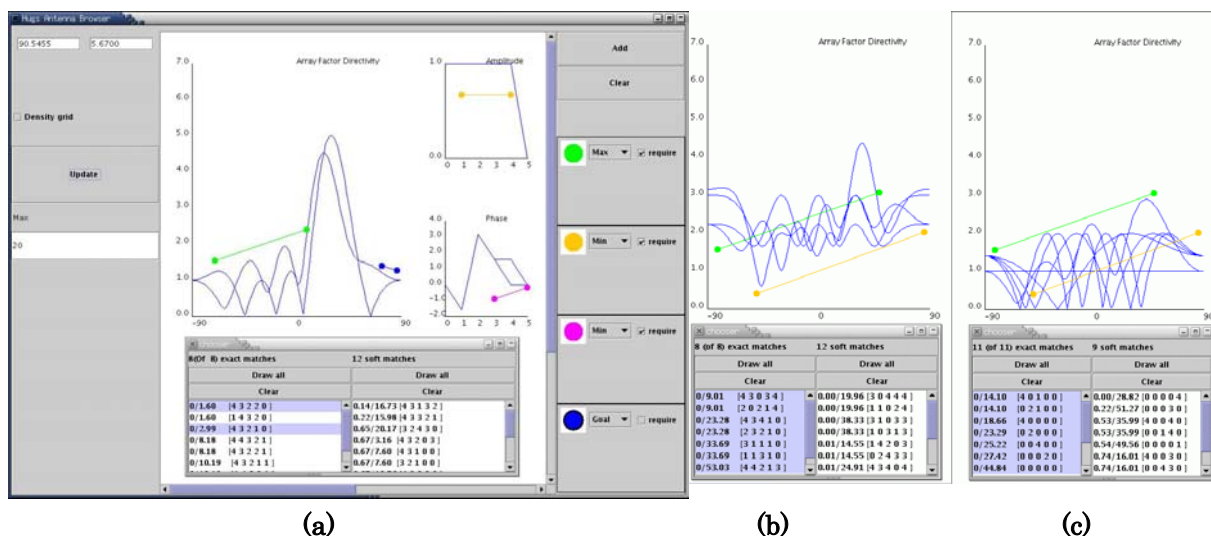 Hugs Antenna Browser
90.5455 5.6700
Density grid
Update
Max
20
Array Factor Directivity
7.0
6.0
5.0
4.0
3.0
2.0
1.0
0.0
-90 0 90
Amplitude
1.0
0.0
0 1 2 3 4 5
Phase
4.0
3.0
2.0
1.0
0.0
-1.0
-2.0
0 1 2 3 4 5
Add
Clear
Max require
Min require
Min require
Goal require
chooser
8(Of 8) exact matches 12 soft matches
Draw all Draw all
Clear Clear
0/1.60 [4 3 2 2 0 ] 0.14/16.73 [4 3 1 3 2 ]
0/1.60 [1 4 3 2 0 ] 0.22/15.98 [4 4 3 2 1 ]
0/2.99 [4 3 2 1 0 ] 0.65/20.17 [3 2 4 3 0 ]
0/8.18 [4 4 3 2 1 ] 0.67/3.16 [4 3 2 0 3 ]
0/8.18 [4 3 2 2 1 ] 0.67/7.60 [4 3 1 0 0 ]
0/10.19 [4 3 2 1 1 ] 0.67/7.60 [3 2 1 0 0 ]
(a)
Array Factor Directivity
7.0
6.0
5.0
4.0
3.0
2.0
1.0
0.0
-90 0 90
chooser
8 (of 8) exact matches 12 soft matches
Draw all Draw all
Clear Clear
0/9.01 [4 3 0 3 4 ] 0.00/19.96 [3 0 4 4 4 ]
0/9.01 [2 0 2 1 4 ] 0.00/19.96 [1 1 0 2 4 ]
0/23.28 [4 3 4 1 0 ] 0.00/38.33 [3 3 1 0 3 ]
0/23.28 [2 3 2 1 0 ] 0.00/38.33 [1 0 3 1 3 ]
0/33.69 [3 1 1 1 0 ] 0.01/14.55 [1 4 2 0 3 ]
0/33.69 [1 1 3 1 0 ] 0.01/14.55 [0 2 4 3 3 ]
0/53.03 [4 4 2 1 3 ] 0.01/24.91 [4 3 4 0 4 ]
(b)
Array Factor Directivity
7.0
6.0
5.0
4.0
3.0
2.0
1.0
0.0
-90 0 90
chooser
11 (of 11) exact matches 9 soft matches
Draw all Draw all
Clear Clear
0/14.10 [4 0 1 0 0 ] 0.00/28.82 [0 0 0 0 4 ]
0/14.10 [0 2 1 0 0 ] 0.22/51.27 [0 0 0 3 0 ]
0/18.66 [4 0 0 0 0 ] 0.53/35.99 [4 0 0 4 0 ]
0/23.29 [0 2 0 0 0 ] 0.53/35.99 [0 0 1 4 0 ]
0/25.22 [0 0 4 0 0 ] 0.54/49.56 [0 0 0 0 1 ]
0/27.42 [0 0 0 2 0 ] 0.74/16.01 [4 0 0 3 0 ]
0/44.84 [0 0 0 0 0 ] 0.74/16.01 [0 0 4 3 0 ]
(c)